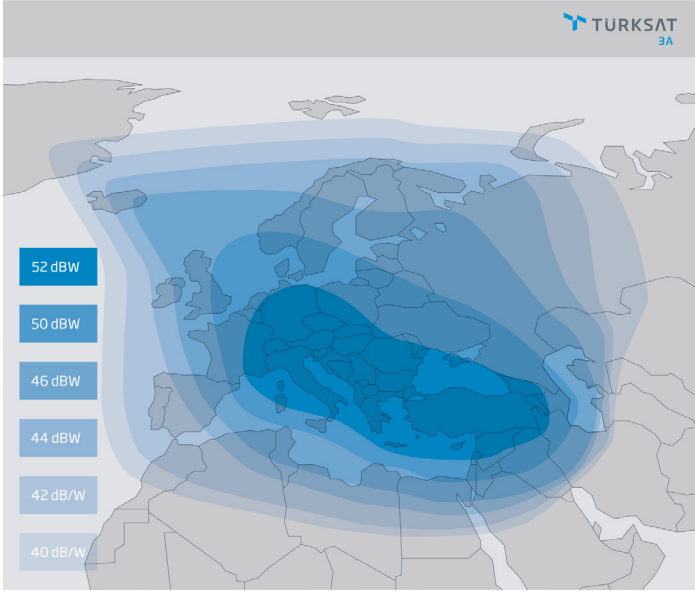 TÜRKSAT
3A
52 dBW
50 dBW
46 dBW
44 dBW
42 dB/W
40 dB/W